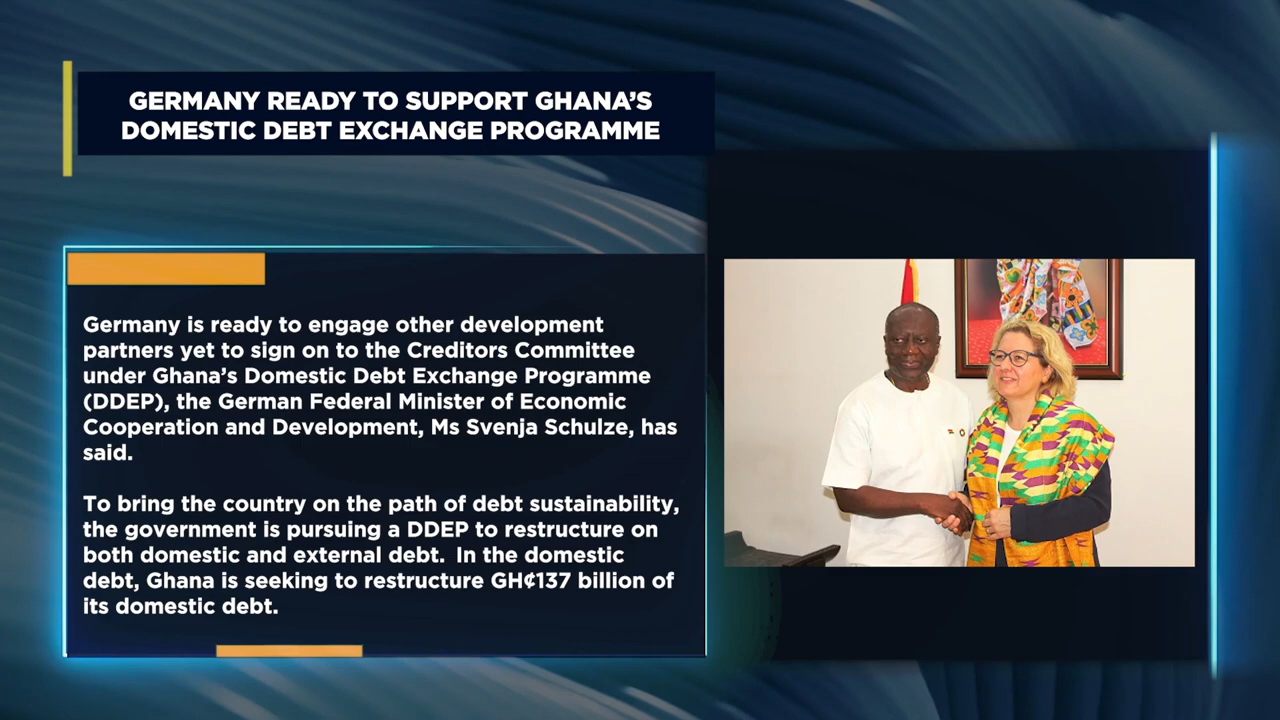 GERMANY READY TO SUPPORT GHANA'S
DOMESTIC DEBT EXCHANGE PROGRAMME
Germany is ready to engage other development
partners yet to sign on to the Creditors Committee
under Ghana's Domestic Debt Exchange Programme
(DDEP), the German Federal Minister of Economic
Cooperation and Development, Ms Svenja Schulze, has
said.
To bring the country on the path of debt sustainability,
the government is pursuing a DDEP to restructure on
both domestic and external debt. In the domestic
debt, Ghana is seeking to restructure GH¢137 billion of
its domestic debt.